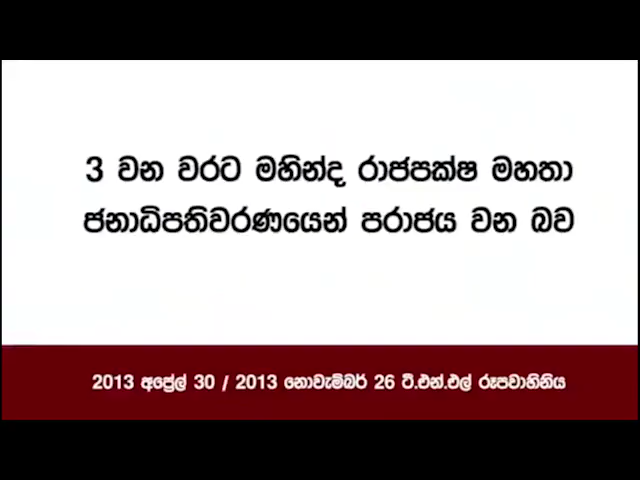 3 වන වරට මහින්ද රාජපක්ෂ මහතා
ජනාධිපතිවරණයෙන් පරාජය වන බව
2013 අප්‍රේල් 30 / 2013 නොවැම්බර් 26 ටී.එන්.එල් රූපවාහිනිය